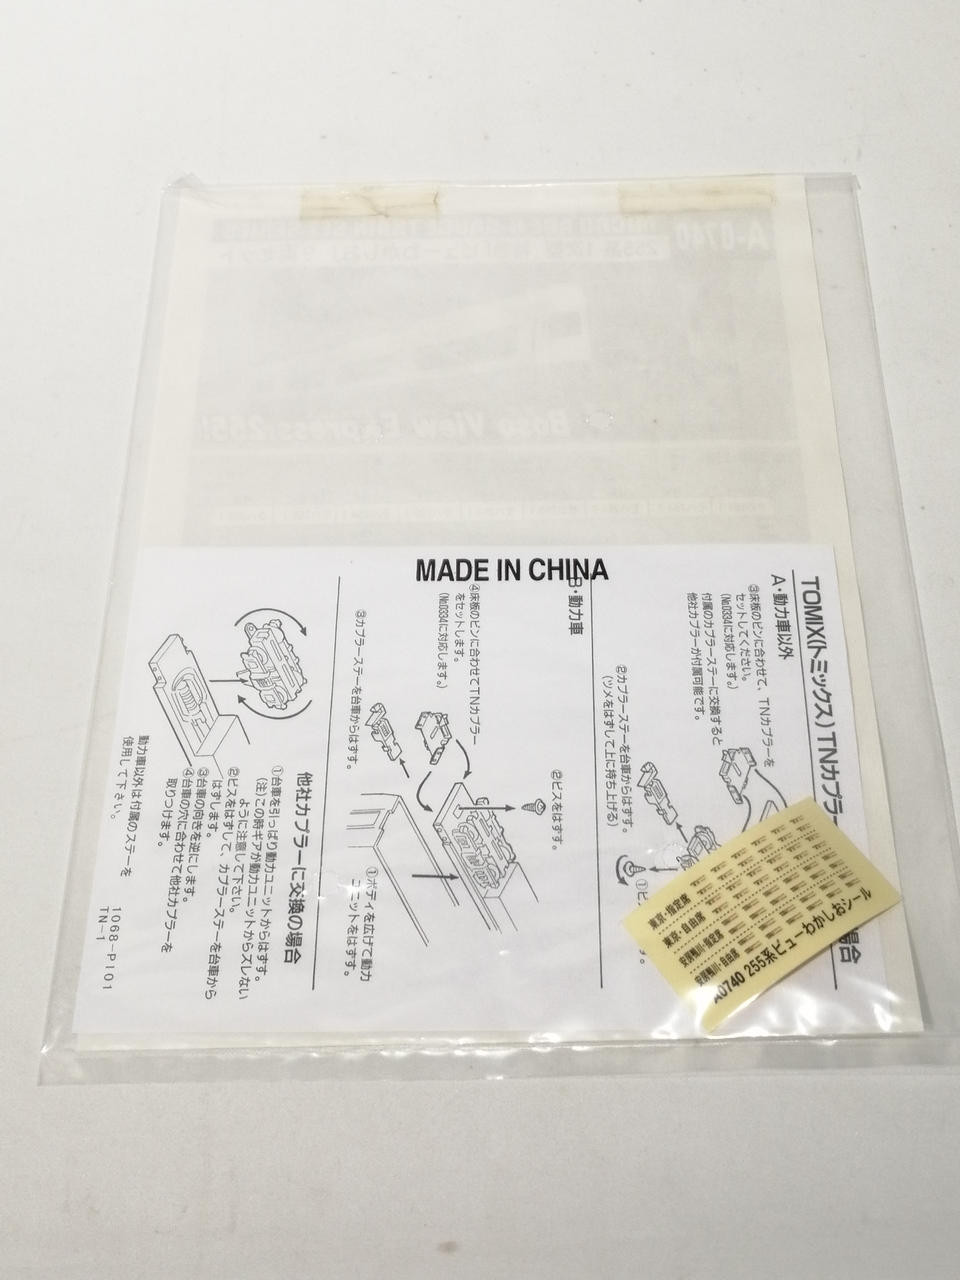 A-0740
Boso View Express 255!
MADE IN CHINA
TOMIX(トミックス)TNカプラー
場合
A・動力車以外
③床板のピンに合わせて、TNカプラーを
セットしてください。
(No.0334に対応します。)
付属のカプラーステーに交換すると
他社カプラーが付属可能です。
②カプラーステーを台車からはずす。
(ツメをはずして上に持ち上げる)
B・動力車
④床板のピンに合わせてTNカプラー
をセットします。
(No.0334に対応します。)
②ビスをはずす。
③カプラーステーを台車からはずす。
①ボディを広げて動力
ユニットをはずす。
他社カプラーに交換の場合
①台車を引っぱり動力ユニットからはずす。
(注)この時ギアが動力ユニットからズレない
ように注意して下さい。
②ビスをはずして、カプラーステーを台車から
はずします。
③台車の向きを逆にします。
④台車の穴に合わせて他社カプラーを
取りつけます。
動力車以外は付属のステーを
使用して下さい。
1068-P101
TN-1
東京・指定席
東京・自由席
安房鴨川・指定席
安房鴨川・自由席
A0740 255系ビューわかしおシール